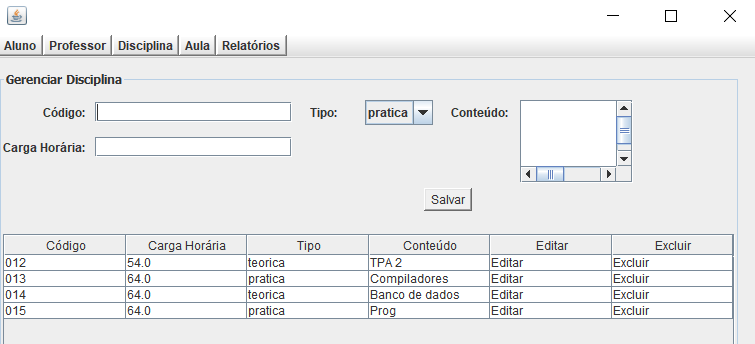 Aluno Professor Disciplina Aula Relatórios
Gerenciar Disciplina
Código: Tipo: pratica Conteúdo:
Carga Horária:
Salvar
Código Carga Horária Tipo Conteúdo Editar Excluir
012 54.0 teorica TPA 2 Editar Excluir
013 64.0 pratica Compiladores Editar Excluir
014 64.0 teorica Banco de dados Editar Excluir
015 64.0 pratica Prog Editar Excluir